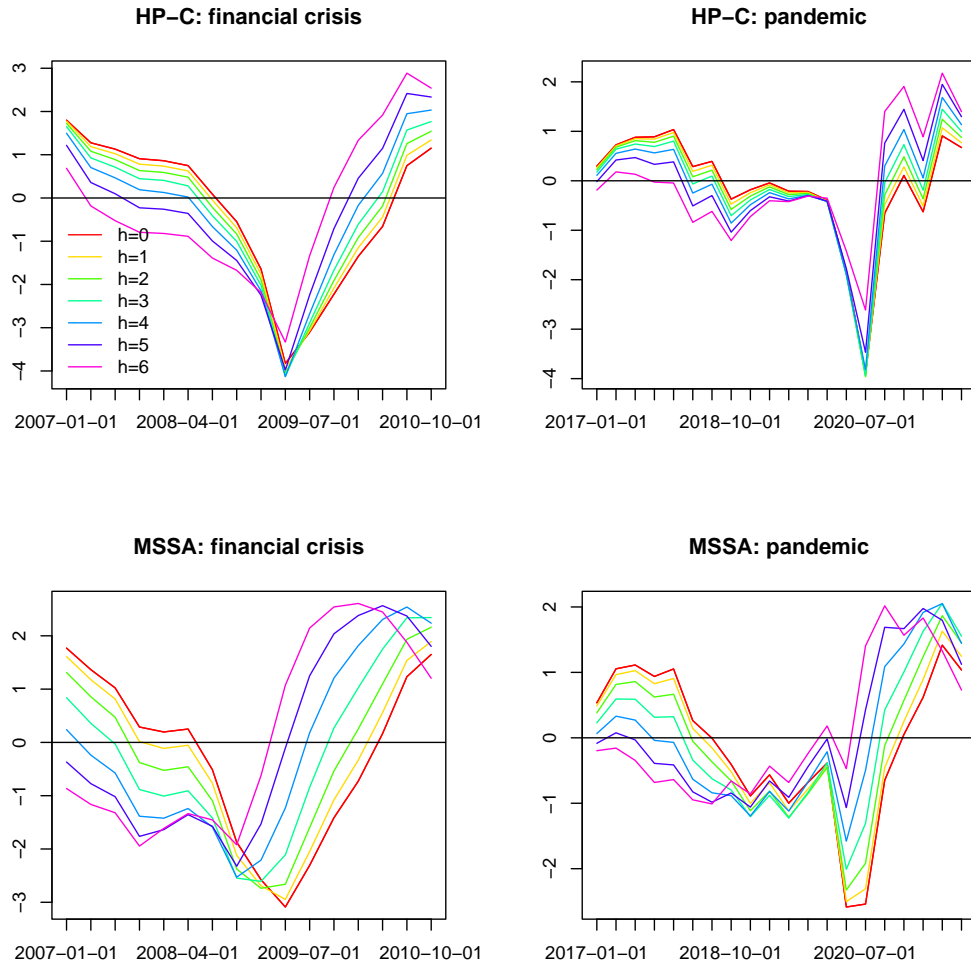 HP−C: financial crisis
3
2
1
0
−1
−2
−3
−4
h=0
h=1
h=2
h=3
h=4
h=5
h=6
2007−01−01 2008−04−01 2009−07−01 2010−10−01
HP−C: pandemic
2
1
0
−1
−2
−3
−4
2017−01−01 2018−10−01 2020−07−01
MSSA: financial crisis
2
1
0
−1
−2
−3
2007−01−01 2008−04−01 2009−07−01 2010−10−01
MSSA: pandemic
2
1
0
−1
−2
2017−01−01 2018−10−01 2020−07−01